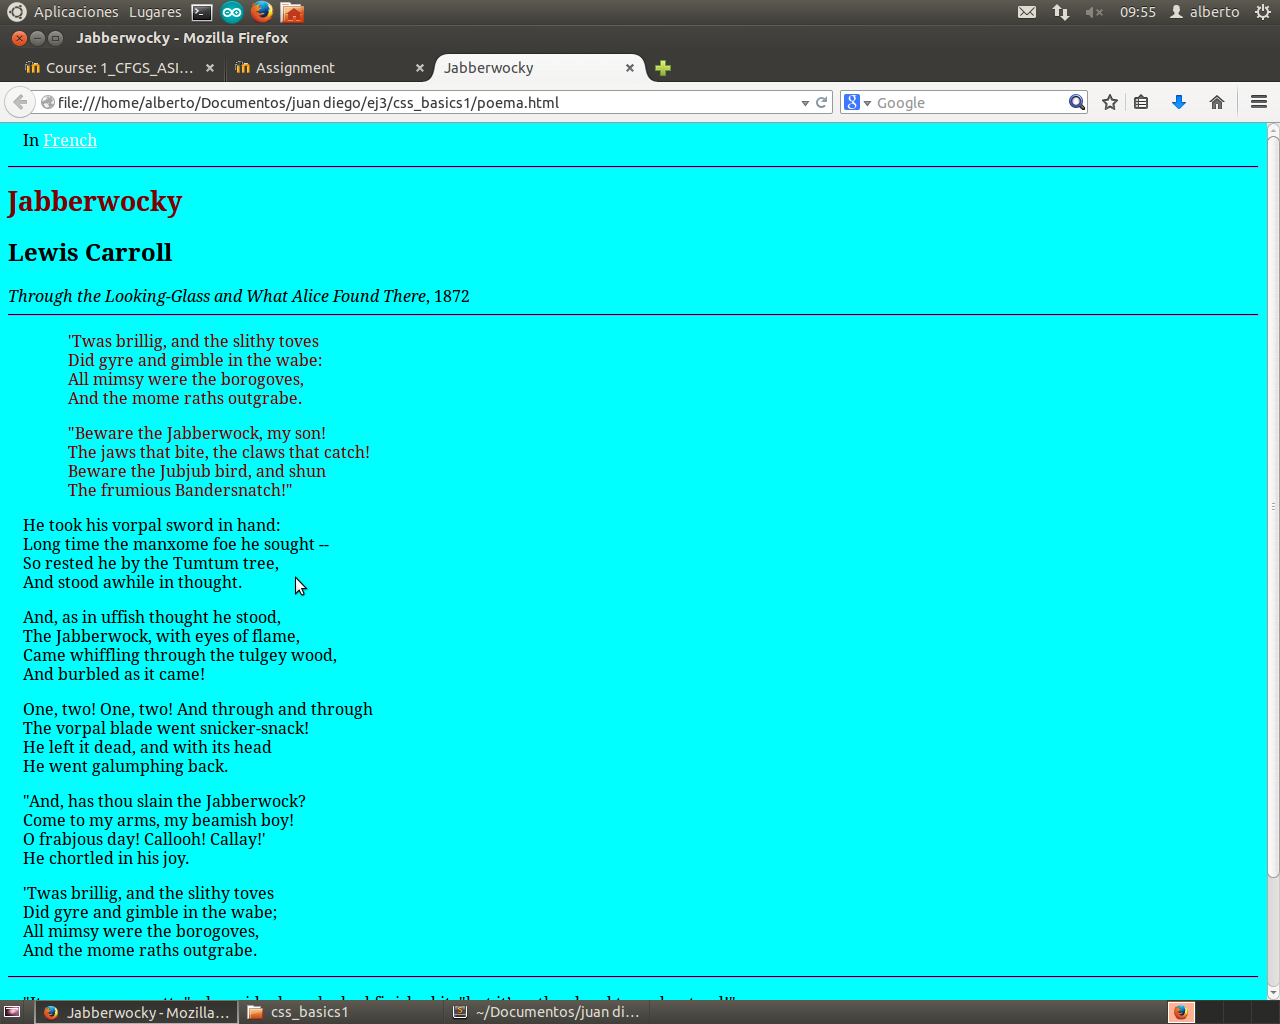 Aplicaciones Lugares 09:55 alberto
Jabberwocky - Mozilla Firefox
Course: 1_CFGS_ASI... Assignment Jabberwocky
file:///home/alberto/Documentos/juan diego/ej3/css_basics1/poema.html Google
In French
Jabberwocky
Lewis Carroll
Through the Looking-Glass and What Alice Found There, 1872
'Twas brillig, and the slithy toves
Did gyre and gimble in the wabe:
All mimsy were the borogoves,
And the mome raths outgrabe.
"Beware the Jabberwock, my son!
The jaws that bite, the claws that catch!
Beware the Jubjub bird, and shun
The frumious Bandersnatch!"
He took his vorpal sword in hand:
Long time the manxome foe he sought --
So rested he by the Tumtum tree,
And stood awhile in thought.
And, as in uffish thought he stood,
The Jabberwock, with eyes of flame,
Came whiffling through the tulgey wood,
And burbled as it came!
One, two! One, two! And through and through
The vorpal blade went snicker-snack!
He left it dead, and with its head
He went galumphing back.
"And, has thou slain the Jabberwock?
Come to my arms, my beamish boy!
O frabjous day! Callooh! Callay!'
He chortled in his joy.
'Twas brillig, and the slithy toves
Did gyre and gimble in the wabe;
All mimsy were the borogoves,
And the mome raths outgrabe.
Jabberwocky - Mozilla... css_basics1 ~/Documentos/juan di...